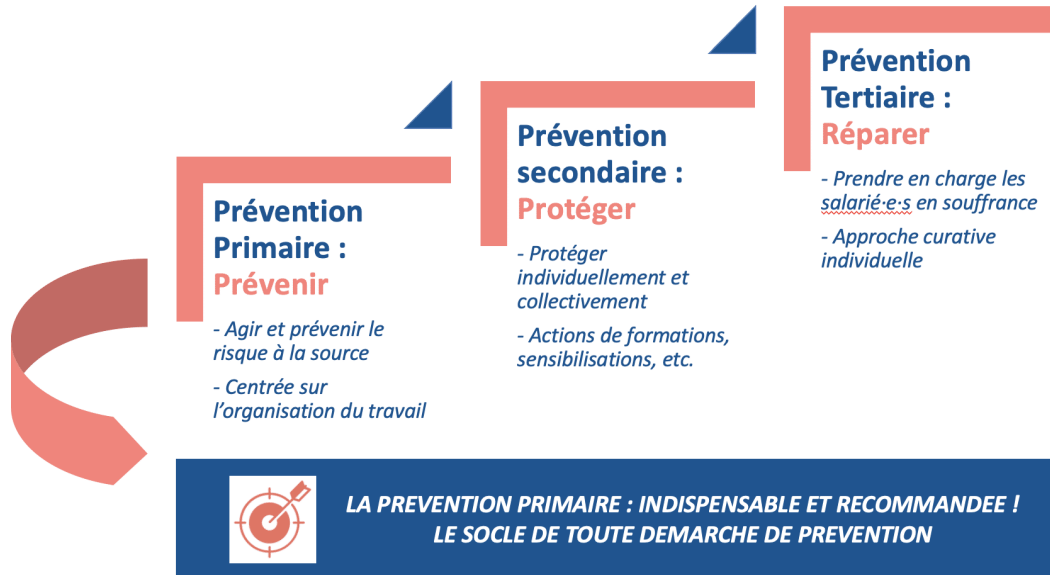 Prévention
Primaire :
Prévenir
- Agir et prévenir le
risque à la source
- Centrée sur
l'organisation du travail
Prévention
secondaire :
Protéger
- Protéger
individuellement et
collectivement
- Actions de formations,
sensibilisations, etc.
Prévention
Tertiaire :
Réparer
- Prendre en charge les
salarié·e·s en souffrance
- Approche curative
individuelle
LA PREVENTION PRIMAIRE : INDISPENSABLE ET RECOMMANDEE !
LE SOCLE DE TOUTE DEMARCHE DE PREVENTION